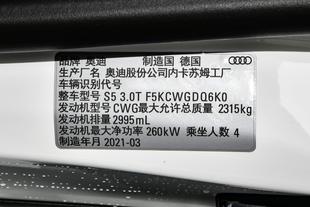 品牌 奥迪 制造国 德国
生产厂名 奥迪股份公司内卡苏姆工厂
车辆识别代号
整车型号 S5 3.0T F5KCWGDQ6K0
发动机型号CWG最大允许总质量 2315kg
发动机排量 2995mL
发动机最大净功率 260kW 乘坐人数 4
制造年月 2021-03